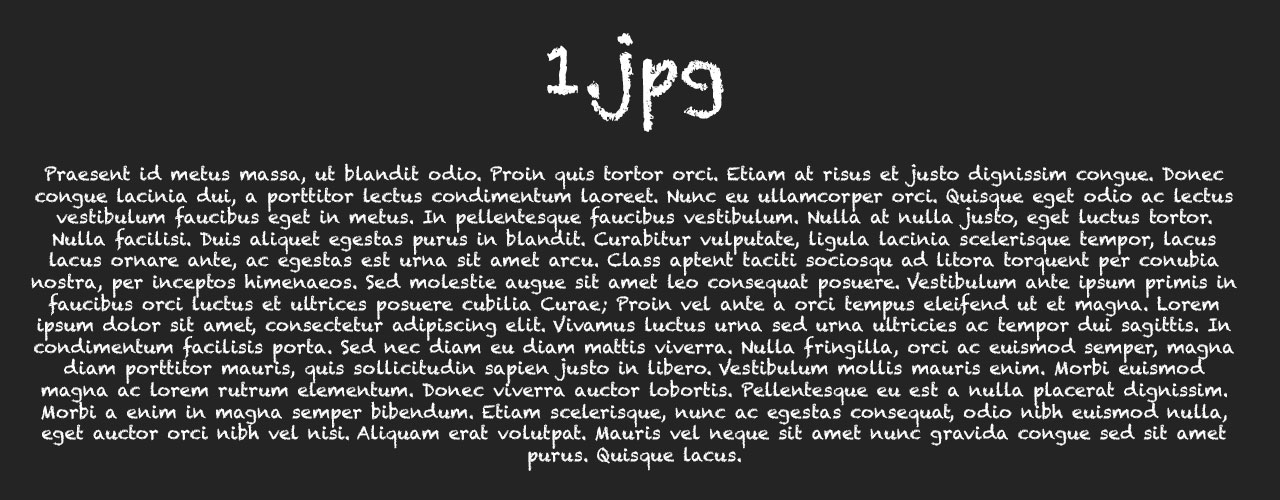 1.jpg
Praesent id metus massa, ut blandit odio. Proin quis tortor orci. Etiam at risus et justo dignissim congue. Donec
congue lacinia dui, a porttitor lectus condimentum laoreet. Nunc eu ullamcorper orci. Quisque eget odio ac lectus
vestibulum faucibus eget in metus. In pellentesque faucibus vestibulum. Nulla at nulla justo, eget luctus tortor.
Nulla facilisi. Duis aliquet egestas purus in blandit. Curabitur vulputate, ligula lacinia scelerisque tempor, lacus
lacus ornare ante, ac egestas est urna sit amet arcu. Class aptent taciti sociosqu ad litora torquent per conubia
nostra, per inceptos himenaeos. Sed molestie augue sit amet leo consequat posuere. Vestibulum ante ipsum primis in
faucibus orci luctus et ultrices posuere cubilia Curae; Proin vel ante a orci tempus eleifend ut et magna. Lorem
ipsum dolor sit amet, consectetur adipiscing elit. Vivamus luctus urna sed urna ultricies ac tempor dui sagittis. In
condimentum facilisis porta. Sed nec diam eu diam mattis viverra. Nulla fringilla, orci ac euismod semper, magna
diam porttitor mauris, quis sollicitudin sapien justo in libero. Vestibulum mollis mauris enim. Morbi euismod
magna ac lorem rutrum elementum. Donec viverra auctor lobortis. Pellentesque eu est a nulla placerat dignissim.
Morbi a enim in magna semper bibendum. Etiam scelerisque, nunc ac egestas consequat, odio nibh euismod nulla,
eget auctor orci nibh vel nisi. Aliquam erat volutpat. Mauris vel neque sit amet nunc gravida congue sed sit amet
purus. Quisque lacus.